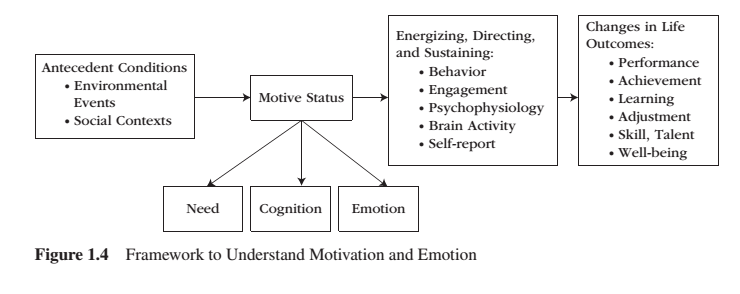 Antecedent Conditions
• Environmental
Events
• Social Contexts
Motive Status
Energizing, Directing,
and Sustaining:
• Behavior
• Engagement
• Psychophysiology
• Brain Activity
• Self-report
Changes in Life
Outcomes:
• Performance
• Achievement
• Learning
• Adjustment
• Skill, Talent
• Well-being
Need
Cognition
Emotion
Figure 1.4 Framework to Understand Motivation and Emotion